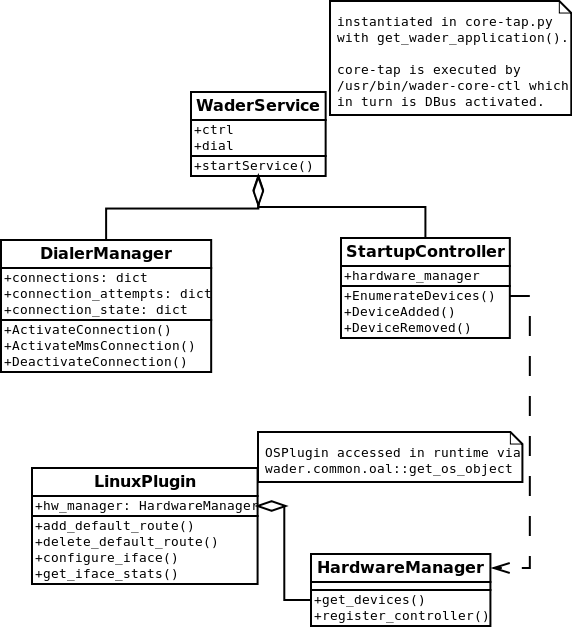 instantiated in core-tap.py
with get_wader_application().
core-tap is executed by
/usr/bin/wader-core-ctl which
in turn is DBus activated.
WaderService
+ctrl
+dial
+startService()
DialerManager
+connections: dict
+connection_attempts: dict
+connection_state: dict
+ActivateConnection()
+ActivateMmsConnection()
+DeactivateConnection()
StartupController
+hardware_manager
+EnumerateDevices()
+DeviceAdded()
+DeviceRemoved()
OSPlugin accessed in runtime via
wader.common.oal::get_os_object
LinuxPlugin
+hw_manager: HardwareManager
+add_default_route()
+delete_default_route()
+configure_iface()
+get_iface_stats()
HardwareManager
+get_devices()
+register_controller()